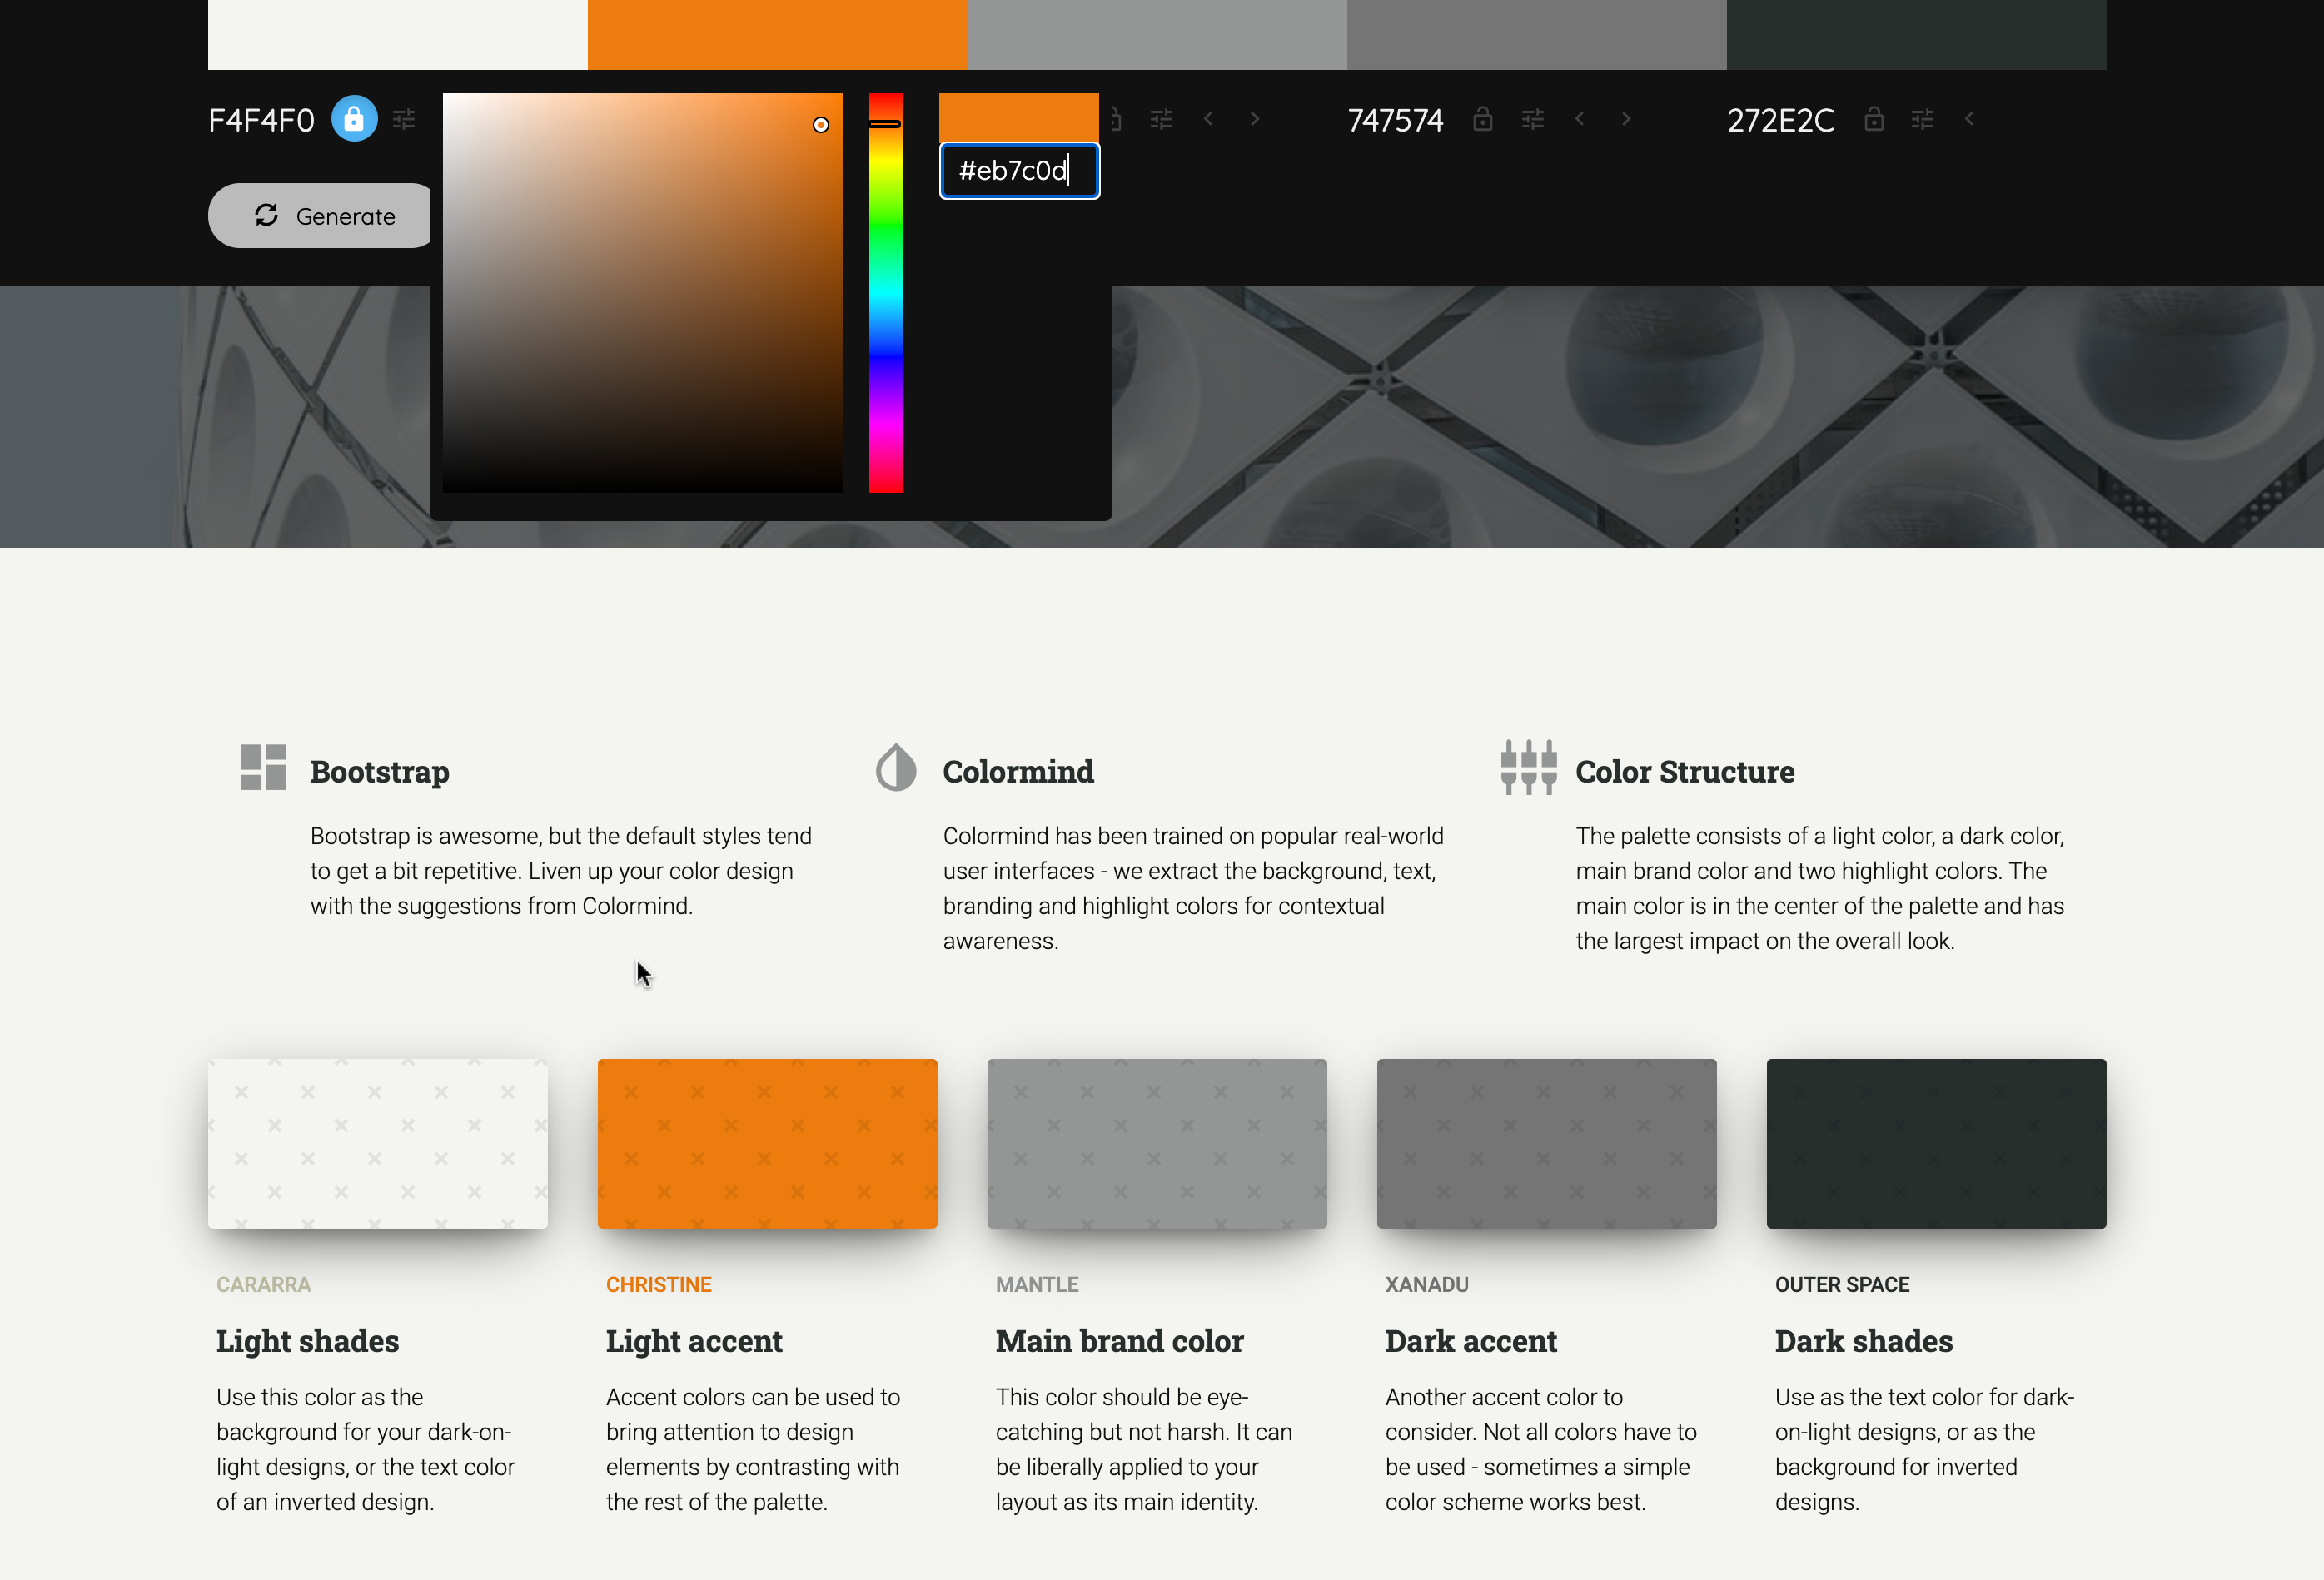 F4F4F0
#eb7c0d
747574
272E2C
Generate
Bootstrap
Bootstrap is awesome, but the default styles tend
to get a bit repetitive. Liven up your color design
with the suggestions from Colormind.
Colormind
Colormind has been trained on popular real-world
user interfaces - we extract the background, text,
branding and highlight colors for contextual
awareness.
Color Structure
The palette consists of a light color, a dark color,
main brand color and two highlight colors. The
main color is in the center of the palette and has
the largest impact on the overall look.
CARARRA
Light shades
Use this color as the
background for your dark-on-
light designs, or the text color
of an inverted design.
CHRISTINE
Light accent
Accent colors can be used to
bring attention to design
elements by contrasting with
the rest of the palette.
MANTLE
Main brand color
This color should be eye-
catching but not harsh. It can
be liberally applied to your
layout as its main identity.
XANADU
Dark accent
Another accent color to
consider. Not all colors have to
be used - sometimes a simple
color scheme works best.
OUTER SPACE
Dark shades
Use as the text color for dark-
on-light designs, or as the
background for inverted
designs.